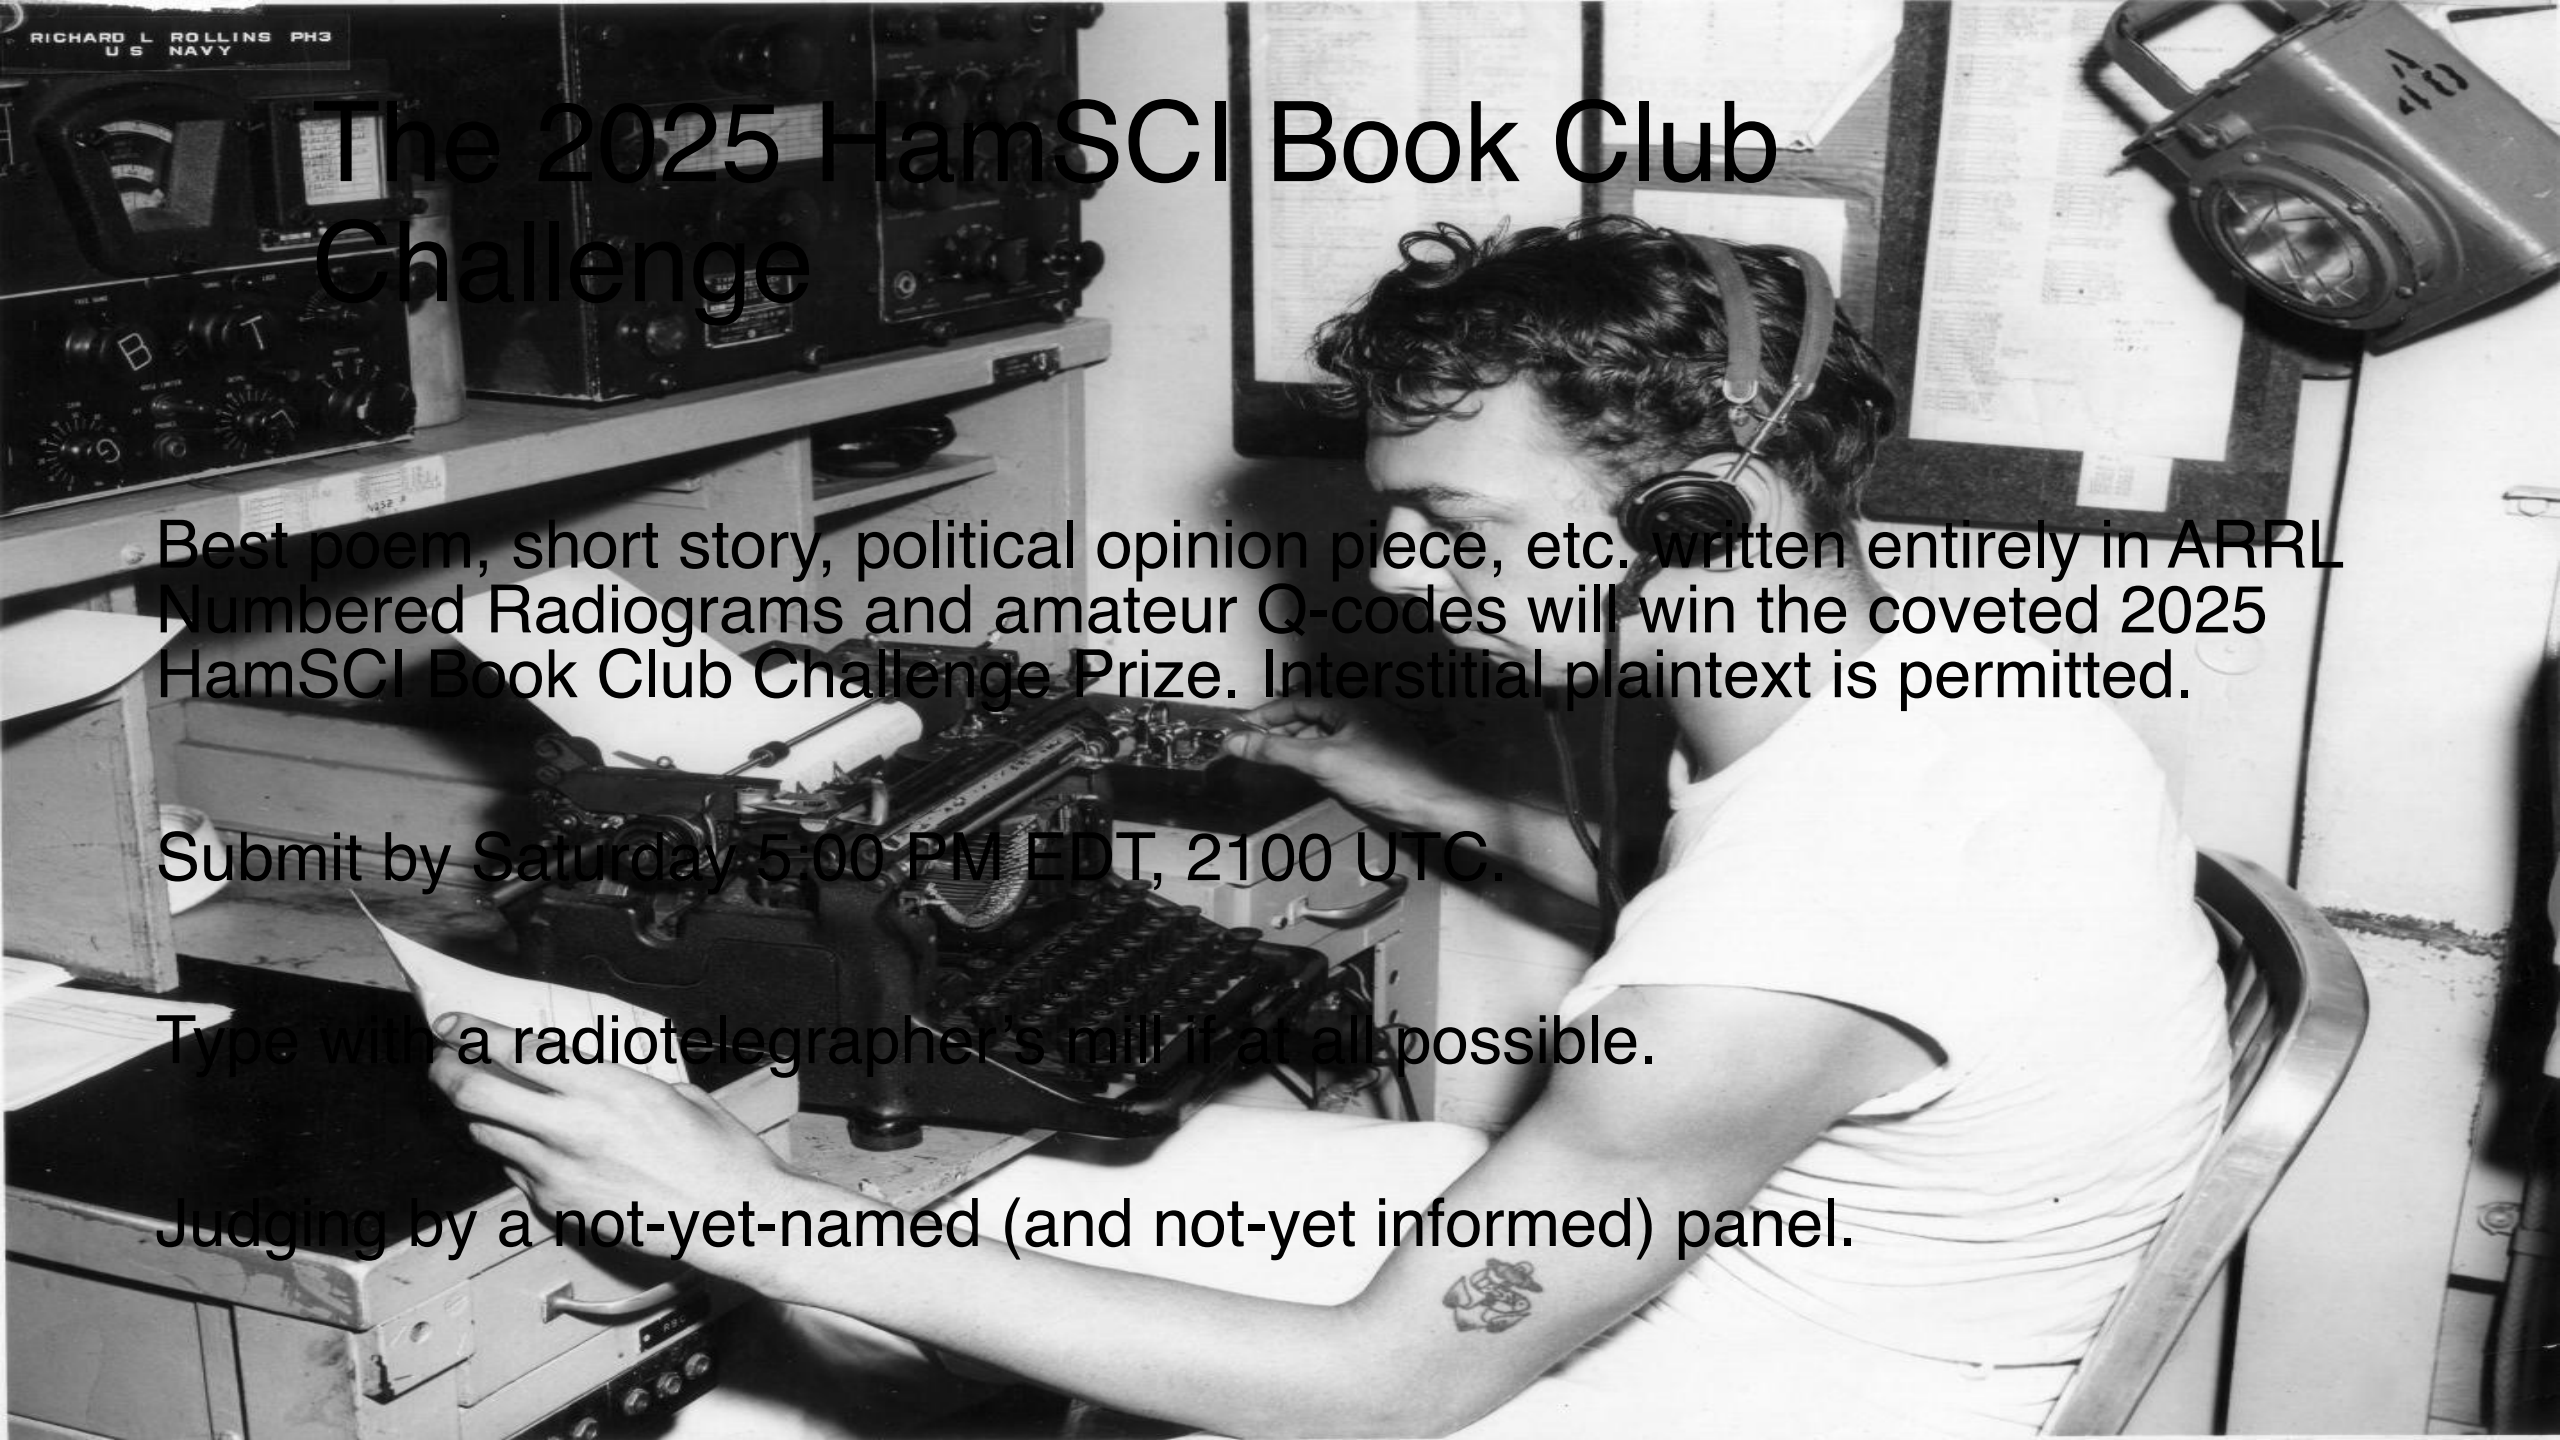 RICHARD L ROLLINS PH3
U S NAVY
The 2025 HamSCI Book Club
Challenge
A
48
B
T
Best poem, short story, political opinion piece, etc. written entirely in ARRL
Numbered Radiograms and amateur Q-codes will win the coveted 2025
HamSCI Book Club Challenge Prize. Interstitial plaintext is permitted.
Submit by Saturday 5:00 PM EDT, 2100 UTC.
Type with a radiotelegrapher’s mill if at all possible.
Judging by a not-yet-named (and not-yet informed) panel.